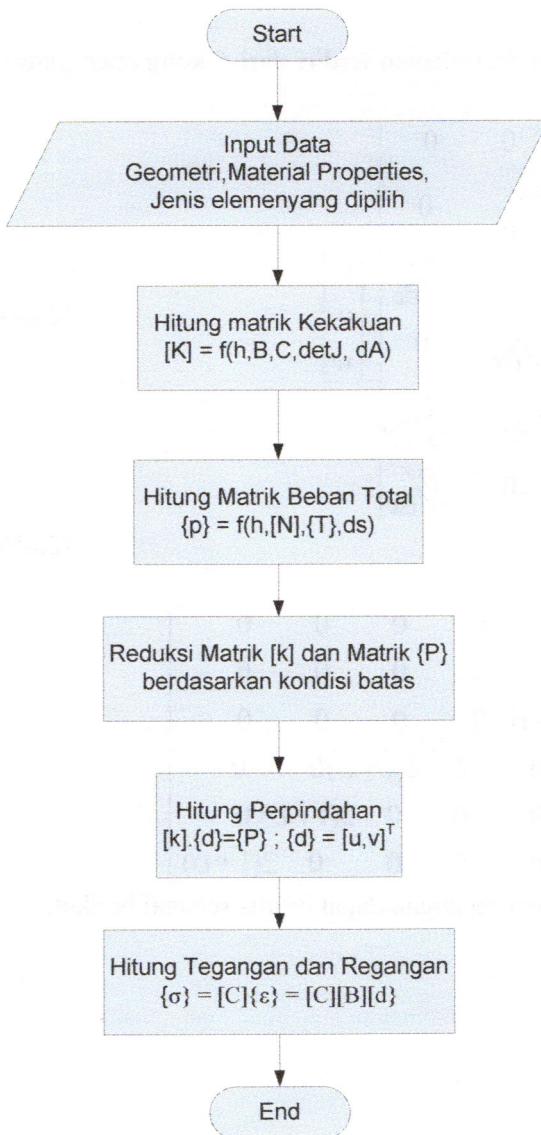 Start
Input Data
Geometri,Material Properties,
Jenis elemenyang dipilih
Hitung matrik Kekakuan
[K] = f(h,B,C,detJ, dA)
Hitung Matrik Beban Total
{p} = f(h,[N],{T},ds)
Reduksi Matrik [k] dan Matrik {P}
berdasarkan kondisi batas
Hitung Perpindahan
[k].{d}={P} ; {d} = [u,v]ᵀ
Hitung Tegangan dan Regangan
{σ} = [C]{ε} = [C][B][d}
End